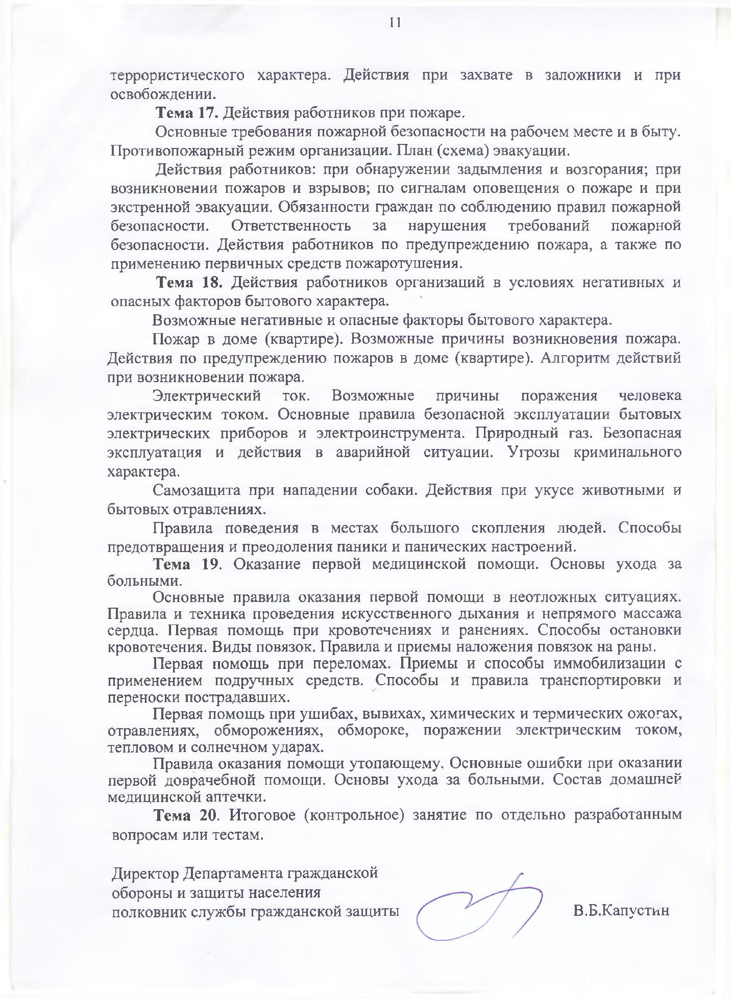 11
террористического характера. Действия при захвате в заложники и при
освобождении.
Тема 17. Действия работников при пожаре.
Основные требования пожарной безопасности на рабочем месте и в быту.
Противопожарный режим организации. План (схема) эвакуации.
Действия работников: при обнаружении задымления и возгорания; при
возникновении пожаров и взрывов; по сигналам оповещения о пожаре и при
экстренной эвакуации. Обязанности граждан по соблюдению правил пожарной
безопасности. Ответственность за нарушения требований пожарной
безопасности. Действия работников по предупреждению пожара, а также по
применению первичных средств пожаротушения.
Тема 18. Действия работников организаций в условиях негативных и
опасных факторов бытового характера.
Возможные негативные и опасные факторы бытового характера.
Пожар в доме (квартире). Возможные причины возникновения пожара.
Действия по предупреждению пожаров в доме (квартире). Алгоритм действий
при возникновении пожара.
Электрический ток. Возможные причины поражения человека
электрическим током. Основные правила безопасной эксплуатации бытовых
электрических приборов и электроинструмента. Природный газ. Безопасная
эксплуатация и действия в аварийной ситуации. Угрозы криминального
характера.
Самозащита при нападении собаки. Действия при укусе животными и
бытовых отравлениях.
Правила поведения в местах большого скопления людей. Способы
предотвращения и преодоления паники и панических настроений.
Тема 19. Оказание первой медицинской помощи. Основы ухода за
больными.
Основные правила оказания первой помощи в неотложных ситуациях.
Правила и техника проведения искусственного дыхания и непрямого массажа
сердца. Первая помощь при кровотечениях и ранениях. Способы остановки
кровотечения. Виды повязок. Правила и приемы наложения повязок на раны.
Первая помощь при переломах. Приемы и способы иммобилизации с
применением подручных средств. Способы и правила транспортировки и
переноски пострадавших.
Первая помощь при ушибах, вывихах, химических и термических ожогах,
отравлениях, обморожениях, обмороке, поражении электрическим током,
тепловом и солнечном ударах.
Правила оказания помощи утопающему. Основные ошибки при оказании
первой доврачебной помощи. Основы ухода за больными. Состав домашней
медицинской аптечки.
Тема 20. Итоговое (контрольное) занятие по отдельно разработанным
вопросам или тестам.
Директор Департамента гражданской
обороны и защиты населения
полковник службы гражданской защиты В.Б.Капустин